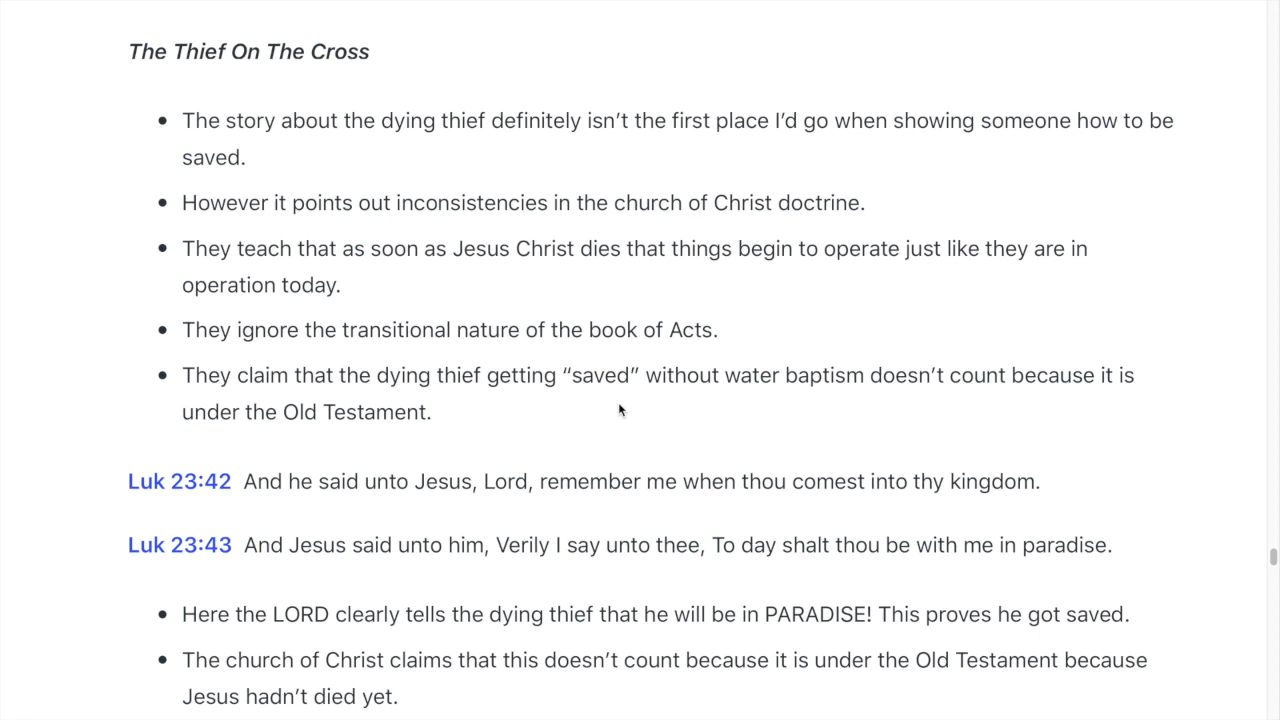 The Thief On The Cross
The story about the dying thief definitely isn’t the first place I’d go when showing someone how to be
saved.
However it points out inconsistencies in the church of Christ doctrine.
They teach that as soon as Jesus Christ dies that things begin to operate just like they are in
operation today.
They ignore the transitional nature of the book of Acts.
They claim that the dying thief getting “saved” without water baptism doesn’t count because it is
under the Old Testament.
Luk 23:42 And he said unto Jesus, Lord, remember me when thou comest into thy kingdom.
Luk 23:43 And Jesus said unto him, Verily I say unto thee, To day shalt thou be with me in paradise.
Here the LORD clearly tells the dying thief that he will be in PARADISE! This proves he got saved.
The church of Christ claims that this doesn’t count because it is under the Old Testament because
Jesus hadn’t died yet.